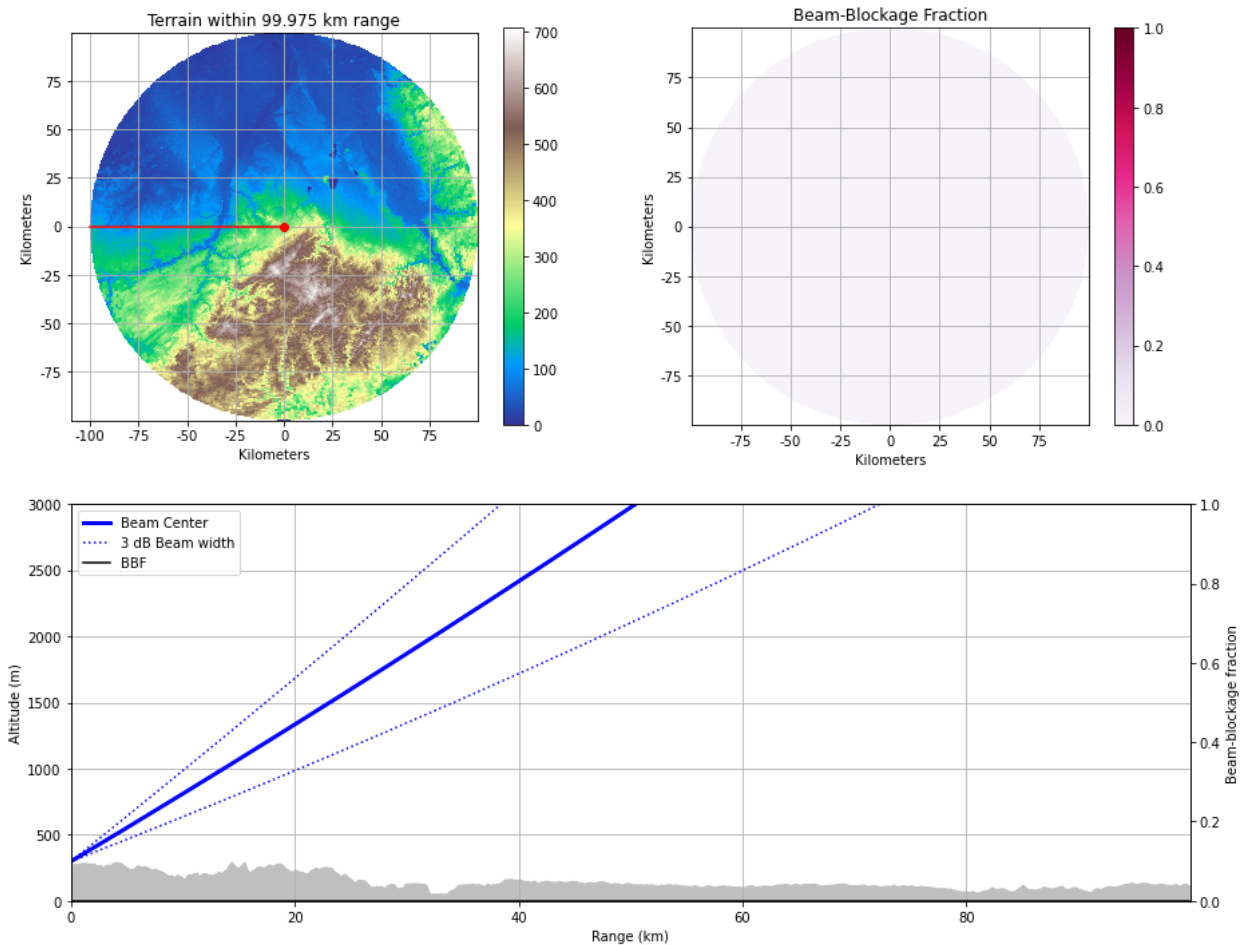 Terrain within 99.975 km range
Kilometers
75
50
25
0
-25
-50
-75
-100 -75 -50 -25 0 25 50 75
Kilometers
700
600
500
400
300
200
100
0
Beam-Blockage Fraction
Kilometers
75
50
25
0
-25
-50
-75
-75 -50 -25 0 25 50 75
Kilometers
1.0
0.8
0.6
0.4
0.2
0.0
Altitude (m)
3000
2500
2000
1500
1000
500
0
Beam Center
3 dB Beam width
BBF
0 20 40 60 80
Range (km)
1.0
0.8
0.6
0.4
0.2
0.0
Beam-blockage fraction